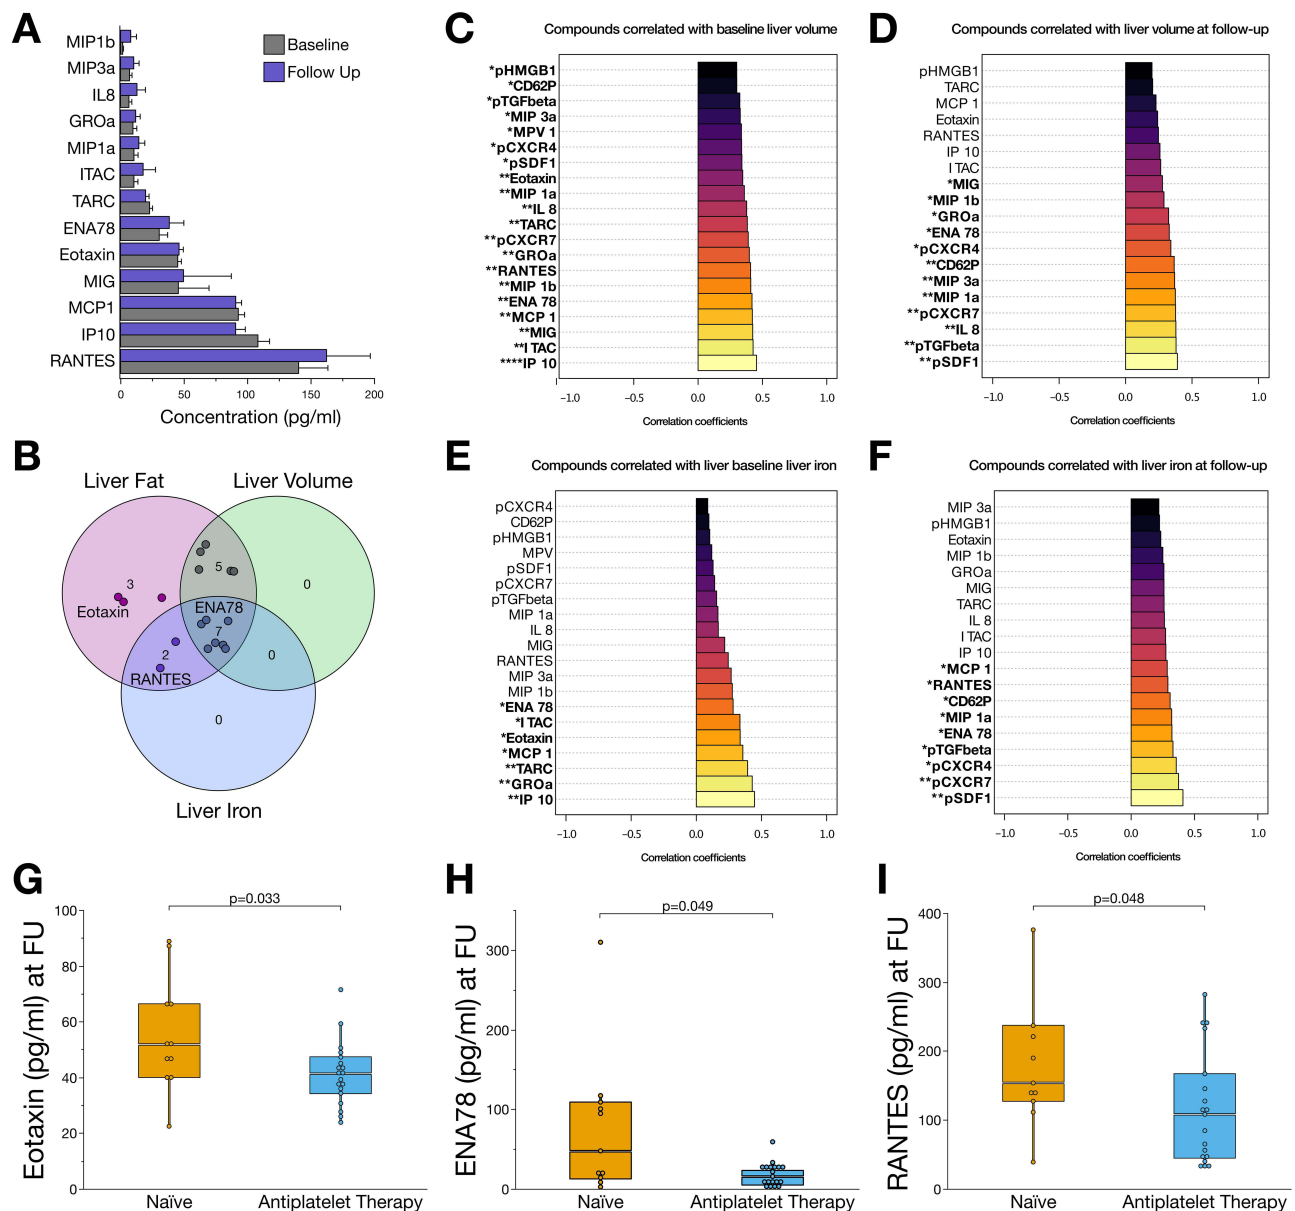 A
MIP1b
MIP3a
IL8
GROa
MIP1a
ITAC
TARC
ENA78
Eotaxin
MIG
MCP1
IP10
RANTES
Baseline
Follow Up
0 50 100 150 200
Concentration (pg/ml)
C
Compounds correlated with baseline liver volume
*pHMGB1
*CD62P
*pTGFbeta
*MIP 3a
*MPV 1
*pCXCR4
*pSDF1
**Eotaxin
**MIP 1a
**IL 8
**TARC
**pCXCR7
**GROa
**RANTES
**MIP 1b
**ENA 78
**MCP 1
**MIG
**I TAC
****IP 10
−1.0 −0.5 0.0 0.5 1.0
Correlation coefficients
D
Compounds correlated with liver volume at follow-up
pHMGB1
TARC
MCP 1
Eotaxin
RANTES
IP 10
I TAC
*MIG
*MIP 1b
*GROa
*ENA 78
*pCXCR4
**CD62P
**MIP 3a
**MIP 1a
**pCXCR7
**IL 8
**pTGFbeta
**pSDF1
−1.0 −0.5 0.0 0.5 1.0
Correlation coefficients
B
Liver Fat
Liver Volume
3
5
0
Eotaxin
ENA78
7
2
0
RANTES
0
Liver Iron
E
Compounds correlated with liver baseline liver iron
pCXCR4
CD62P
pHMGB1
MPV
pSDF1
pCXCR7
pTGFbeta
MIP 1a
IL 8
MIG
RANTES
MIP 3a
MIP 1b
*ENA 78
*I TAC
*Eotaxin
*MCP 1
**TARC
**GROa
**IP 10
−1.0 −0.5 0.0 0.5 1.0
Correlation coefficients
F
Compounds correlated with liver iron at follow-up
MIP 3a
pHMGB1
Eotaxin
MIP 1b
GROa
MIG
TARC
IL 8
I TAC
IP 10
*MCP 1
*RANTES
*CD62P
*MIP 1a
*ENA 78
*pTGFbeta
*pCXCR4
**pCXCR7
**pSDF1
−1.0 −0.5 0.0 0.5 1.0
Correlation coefficients
G
p=0.033
Eotaxin (pg/ml) at FU
100
80
60
40
20
0
Naïve Antiplatelet Therapy
H
p=0.049
ENA78 (pg/ml) at FU
300
200
100
0
Naïve Antiplatelet Therapy
I
p=0.048
RANTES (pg/ml) at FU
400
300
200
100
0
Naïve Antiplatelet Therapy